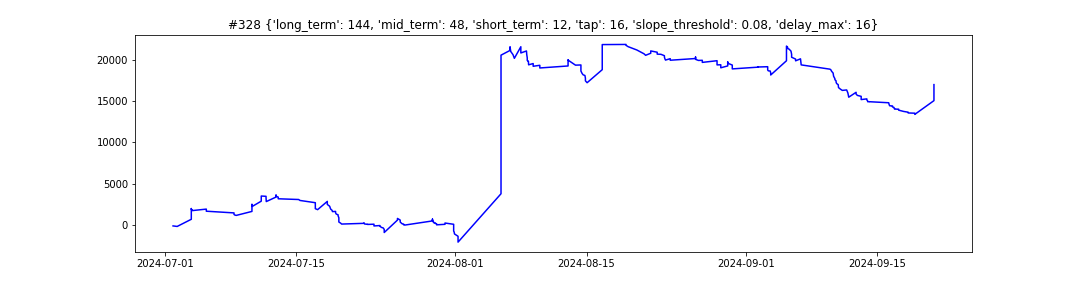 #328 {'long_term': 144, 'mid_term': 48, 'short_term': 12, 'tap': 16, 'slope_threshold': 0.08, 'delay_max': 16}
20000
15000
10000
5000
0
2024-07-01 2024-07-15 2024-08-01 2024-08-15 2024-09-01 2024-09-15